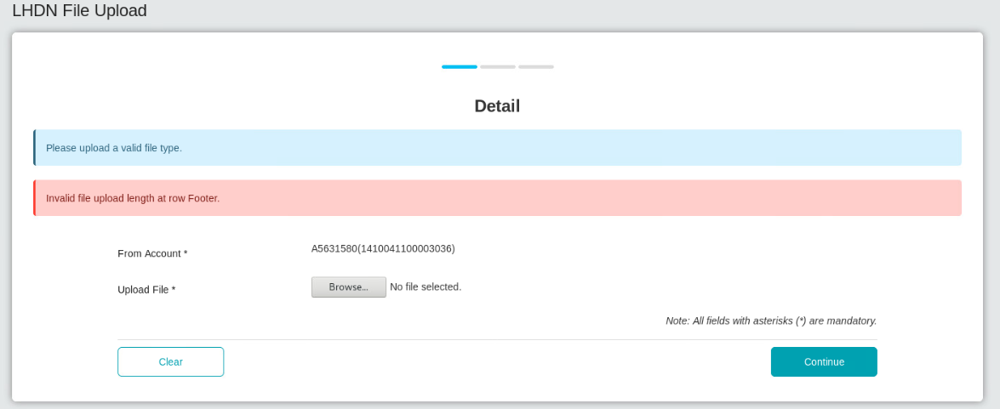 LHDN File Upload
Detail
Please upload a valid file type.
Invalid file upload length at row Footer.
From Account *
A5631580(1410041100003036)
Upload File *
Browse... No file selected.
Note: All fields with asterisks (*) are mandatory.
Clear
Continue